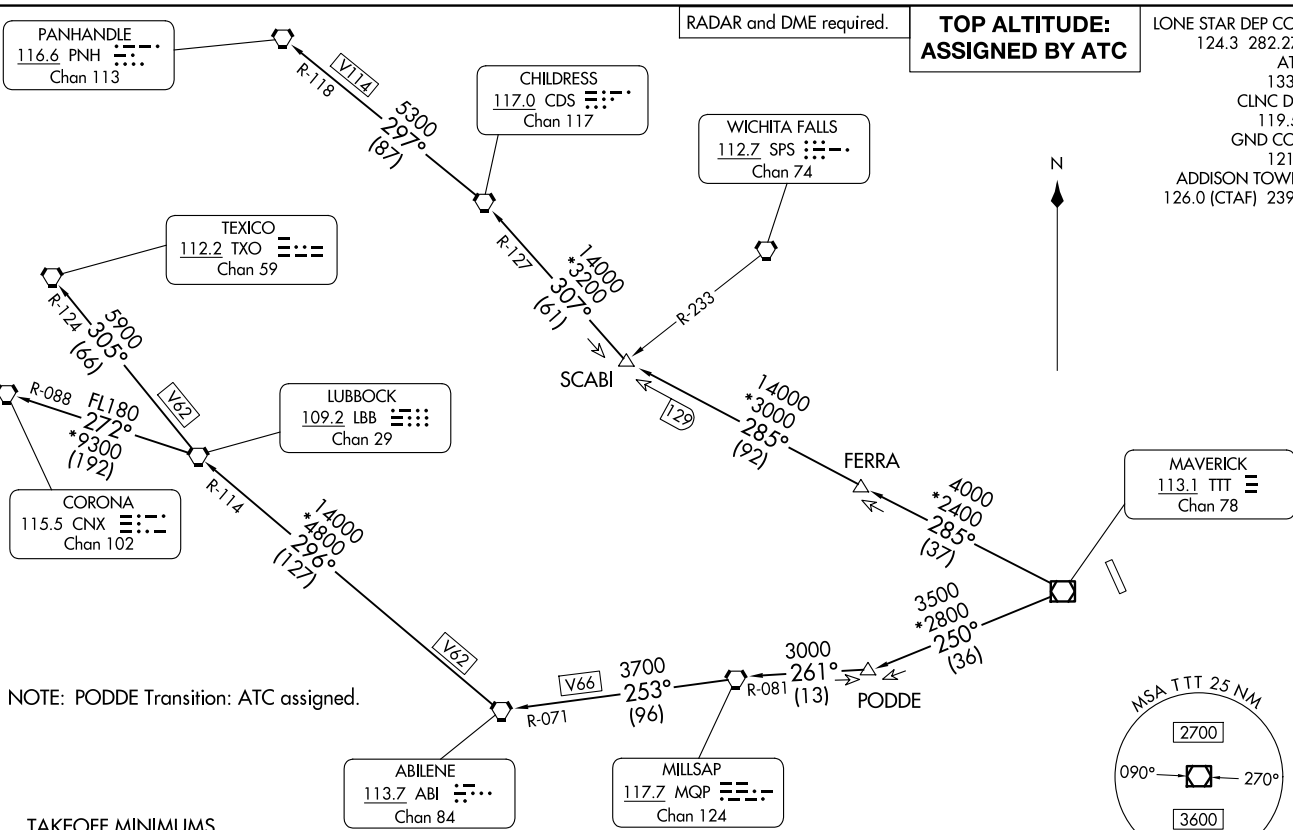 RADAR and DME required.
TOP ALTITUDE:
ASSIGNED BY ATC
LONE STAR DEP CO
124.3 282.27
AT
133
CLNC D
119.5
GND CO
121
ADDISON TOW
126.0 (CTAF) 239
PANHANDLE
116.6 PNH
Chan 113
R-118
V114
5300
297°
(87)
CHILDRESS
117.0 CDS
Chan 117
WICHITA FALLS
112.7 SPS
Chan 74
N
TEXICO
112.2 TXO
Chan 59
R-127
14000
*3200
307°
(61)
R-233
SCABI
129
R-124
5900
305°
(66)
V62
R-088
FL180
272°
*9300
(192)
LUBBOCK
109.2 LBB
Chan 29
14000
*3000
285°
(92)
FERRA
MAVERICK
113.1 TTT
Chan 78
CORONA
115.5 CNX
Chan 102
R-114
14000
*4800
296°
(127)
V62
4000
*2400
285°
(37)
3500
*2800
250°
(36)
PODDE
3000
261°
(13)
R-081
3700
V66
253°
(96)
R-071
NOTE: PODDE Transition: ATC assigned.
ABILENE
113.7 ABI
Chan 84
MILLSAP
117.7 MQP
Chan 124
MSA TTT 25 NM
2700
090°
270°
3600
TAKEOFF MINIMUMS